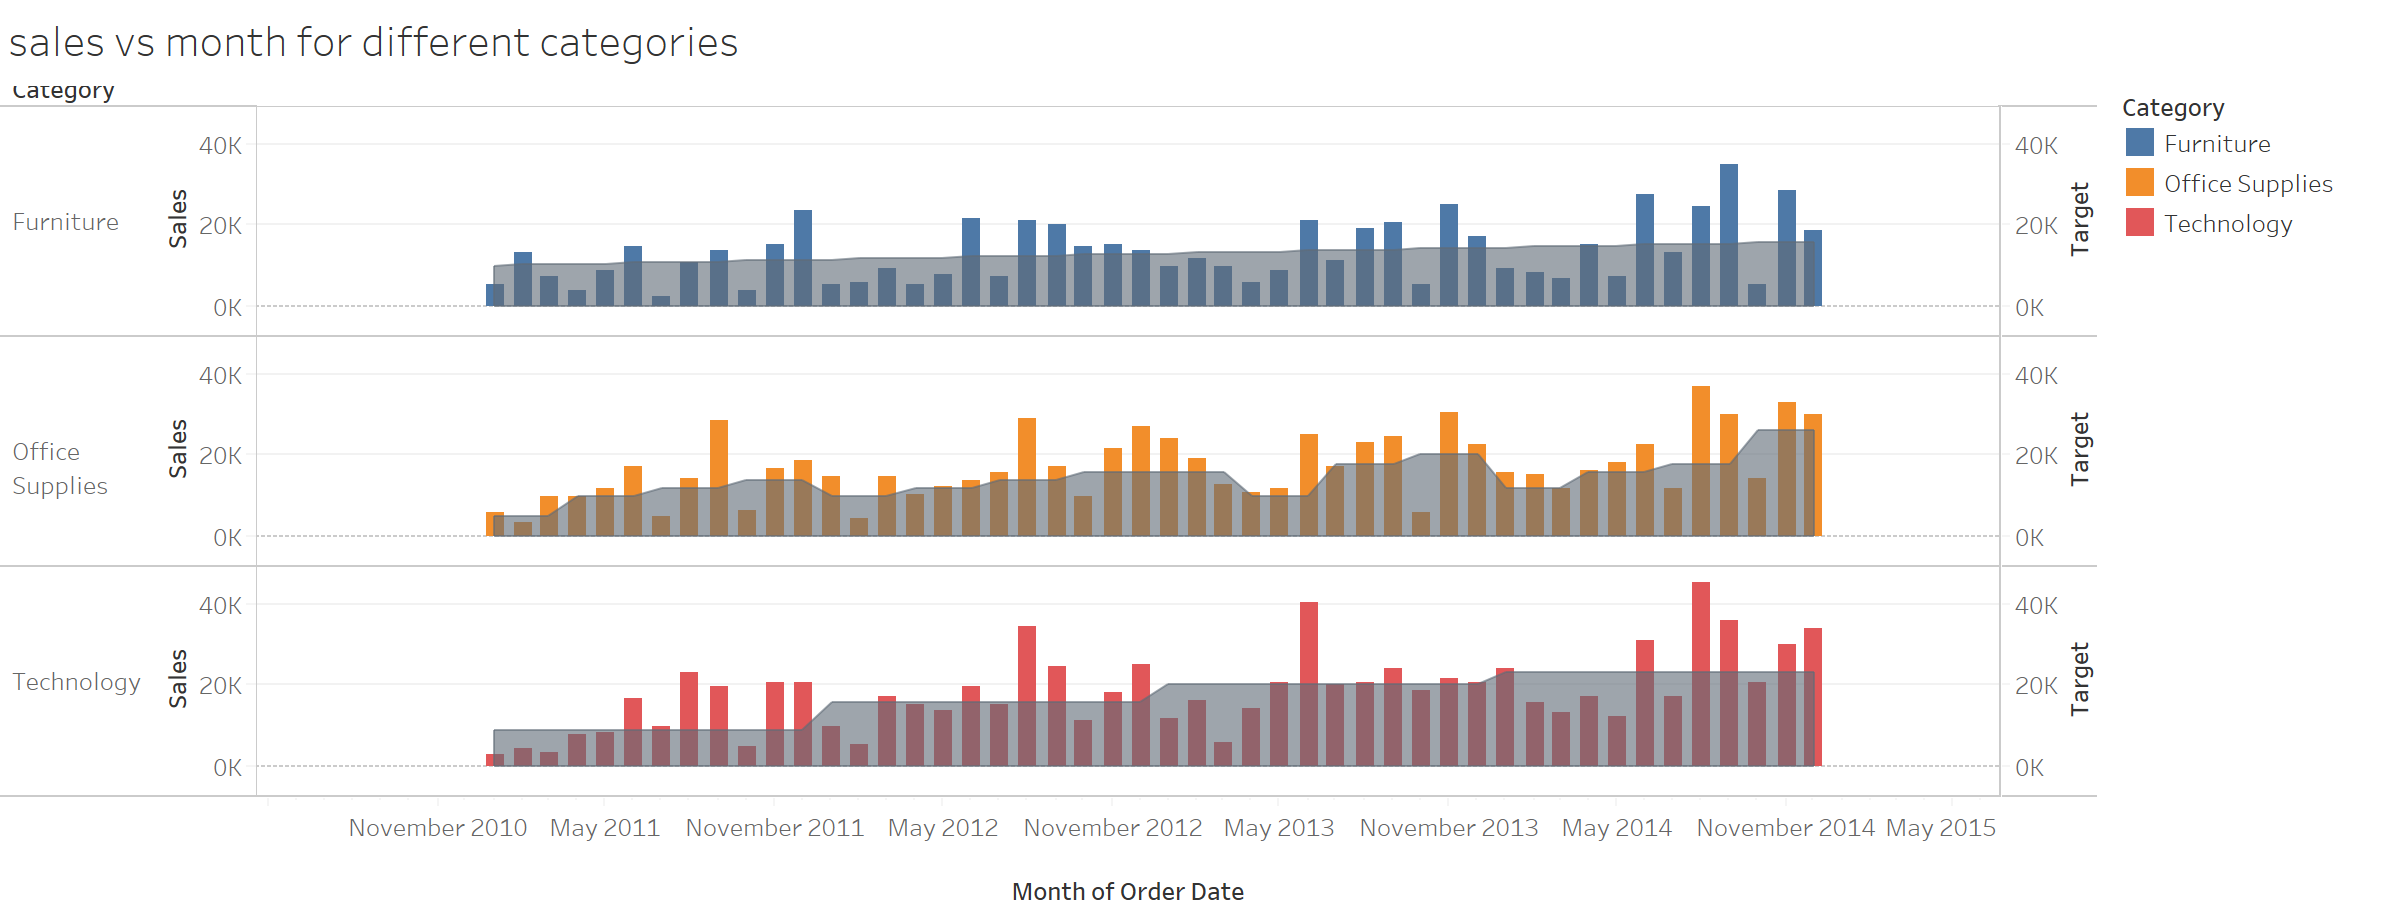 sales vs month for different categories
Category
Furniture
Sales
40K
20K
0K
40K
20K
0K
Target
Office
Supplies
Sales
40K
20K
0K
40K
20K
0K
Target
Technology
Sales
40K
20K
0K
40K
20K
0K
Target
November 2010 May 2011 November 2011 May 2012 November 2012 May 2013 November 2013 May 2014 November 2014 May 2015
Month of Order Date
Category
Furniture
Office Supplies
Technology